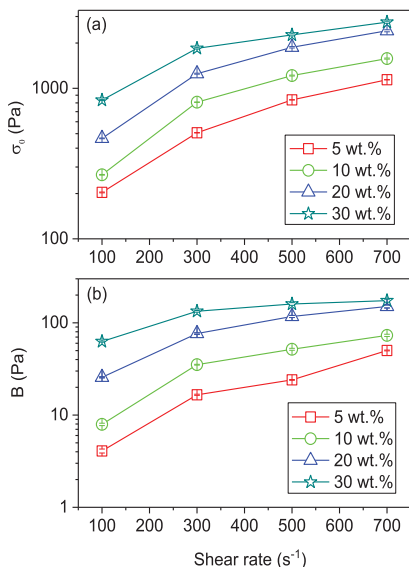 (a)
1000
100
σ₀ (Pa)
5 wt.%
10 wt.%
20 wt.%
30 wt.%
100 200 300 400 500 600 700
(b)
100
10
1
B (Pa)
5 wt.%
10 wt.%
20 wt.%
30 wt.%
100 200 300 400 500 600 700
Shear rate (s⁻¹)